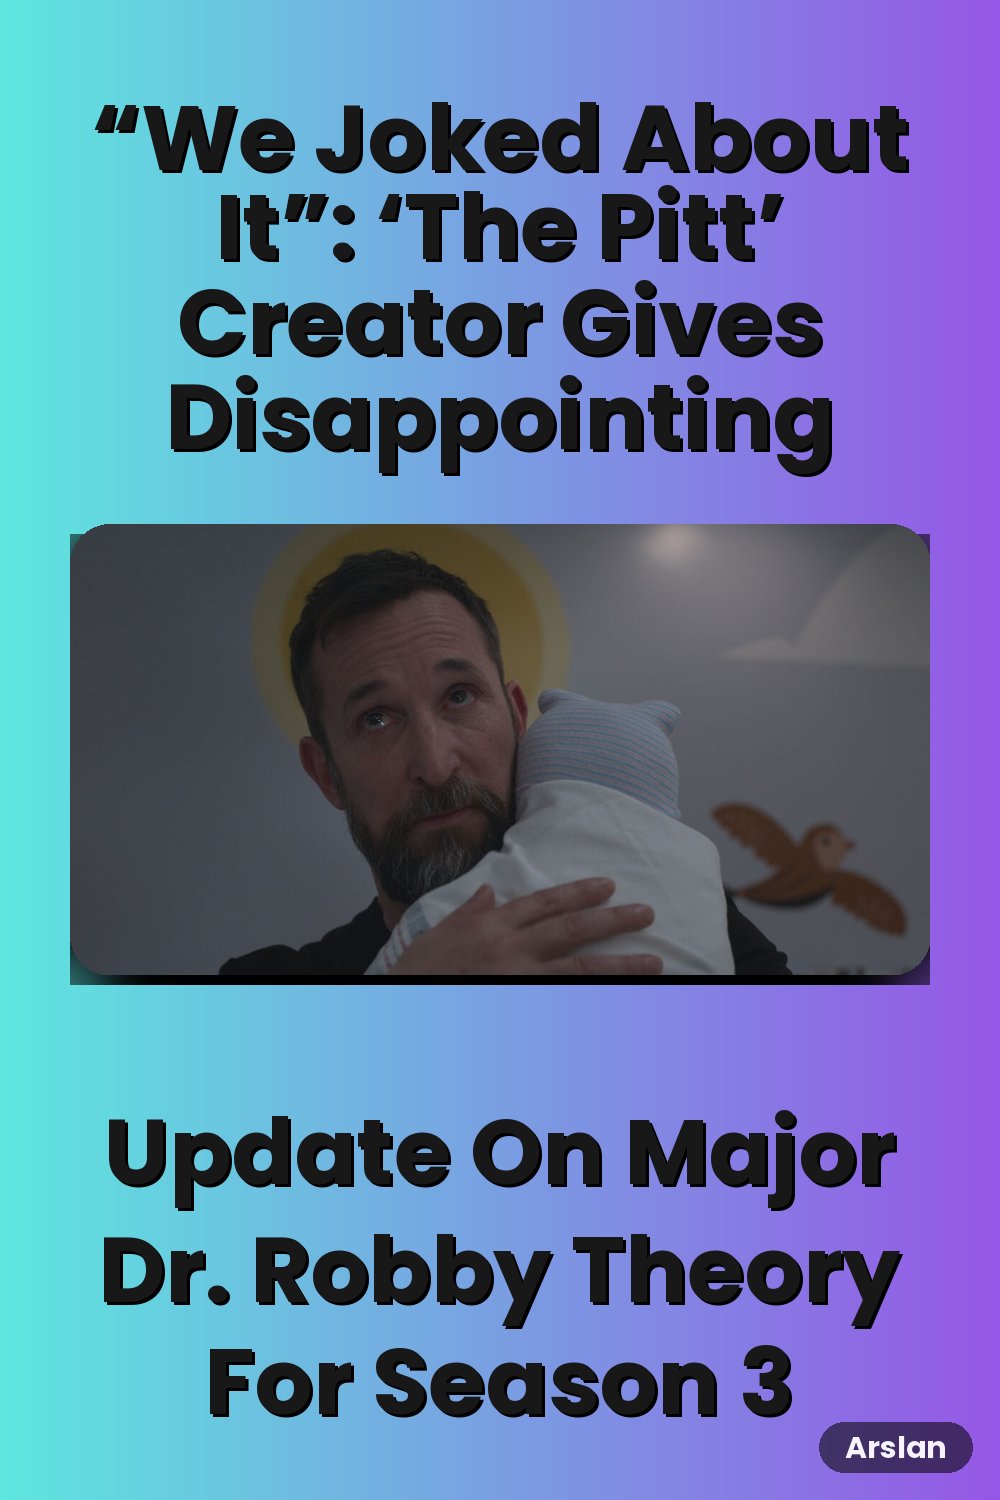 “We Joked About
It”: ‘The Pitt’
Creator Gives
Disappointing
Update On Major
Dr. Robby Theory
For Season 3
Arslan